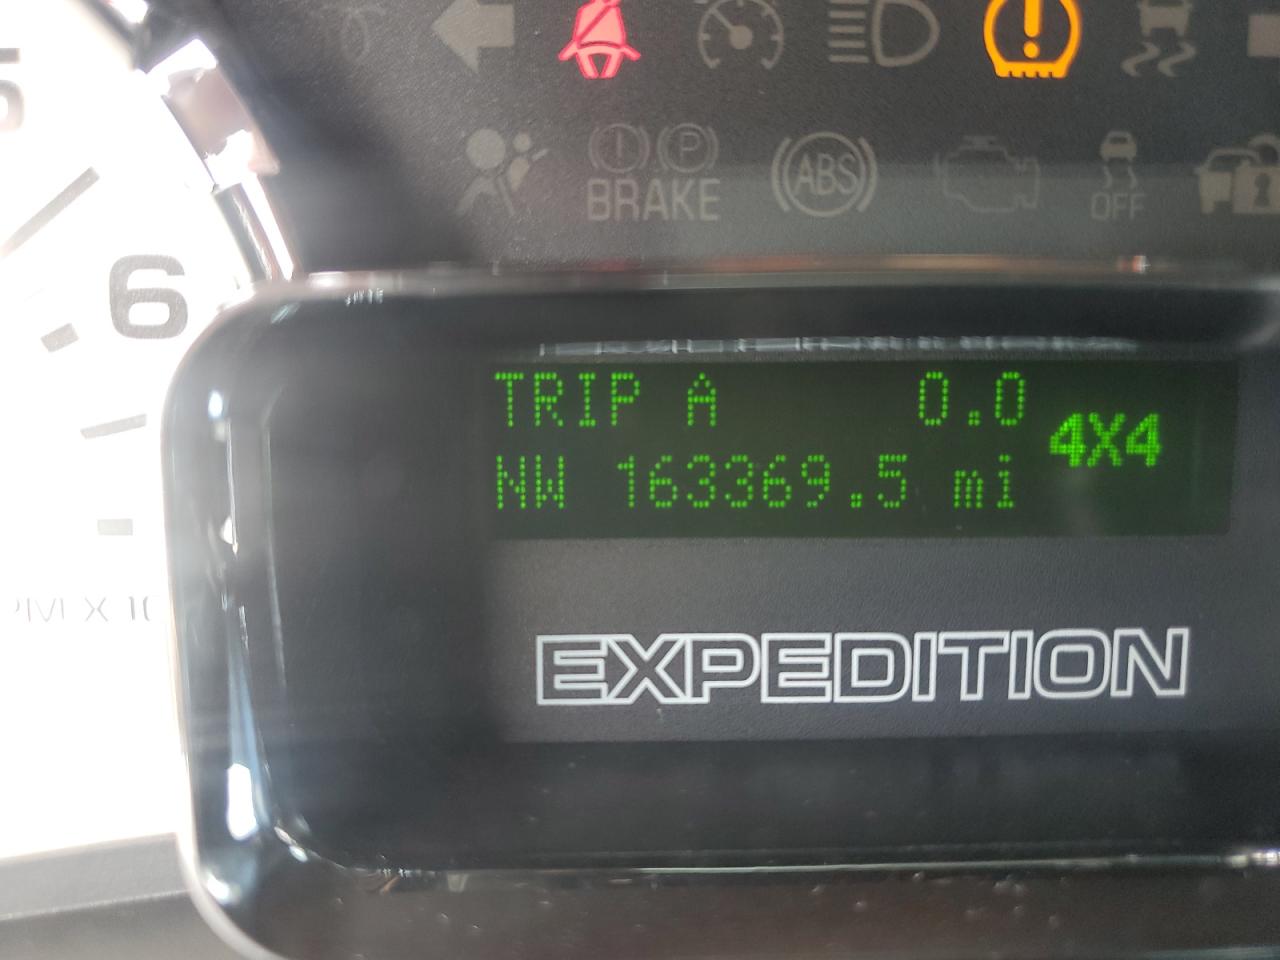 5
6
BRAKE
ABS
OFF
TRIP A 0.0
4X4
NW 163369.5 mi
EXPEDITION